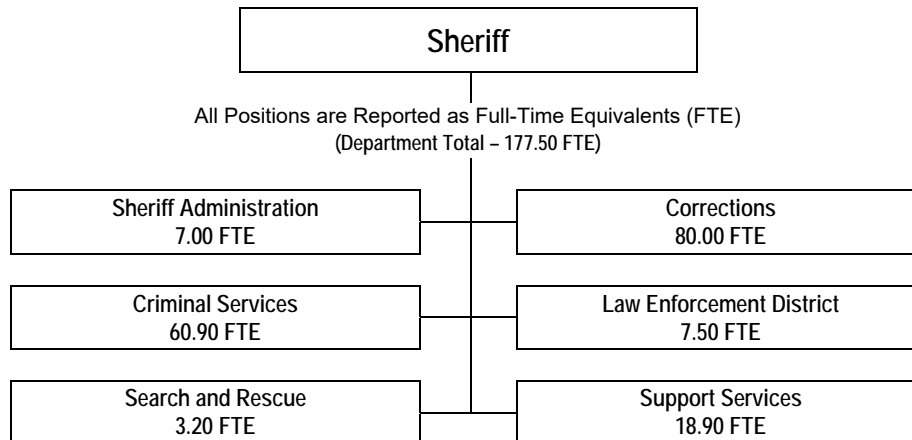 Sheriff
All Positions are Reported as Full-Time Equivalents (FTE)
(Department Total – 177.50 FTE)
Sheriff Administration
7.00 FTE
Corrections
80.00 FTE
Criminal Services
60.90 FTE
Law Enforcement District
7.50 FTE
Search and Rescue
3.20 FTE
Support Services
18.90 FTE